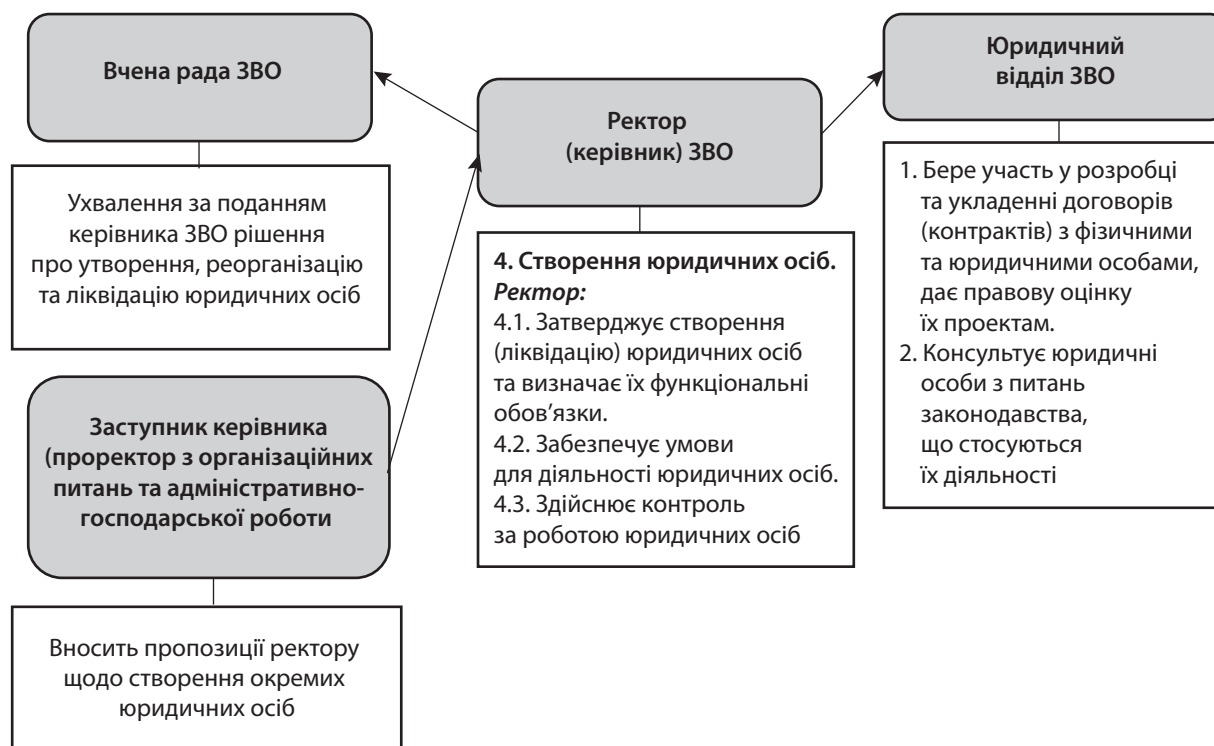 Вчена рада ЗВО
Ухвалення за поданням
керівника ЗВО рішення
про утворення, реорганізацію
та ліквідацію юридичних осіб
Заступник керівника
(проректор з організаційних
питань та адміністративно-
господарської роботи
Вносить пропозиції ректору
щодо створення окремих
юридичних осіб
Ректор
(керівник) ЗВО
4. Створення юридичних осіб.
Ректор:
4.1. Затверджує створення
(ліквідацію) юридичних осіб
та визначає їх функціональні
обов’язки.
4.2. Забезпечує умови
для діяльності юридичних осіб.
4.3. Здійснює контроль
за роботою юридичних осіб
Юридичний
відділ ЗВО
1. Бере участь у розробці
та укладенні договорів
(контрактів) з фізичними
та юридичними особами,
дає правову оцінку
їх проектам.
2. Консультує юридичні
особи з питань
законодавства,
що стосуються
їх діяльності